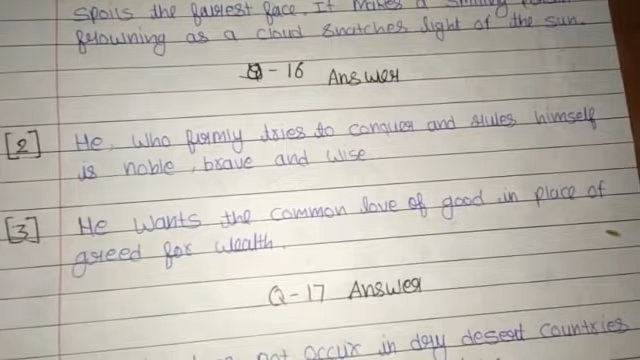 spoils the fairest face. It makes a smiling
frowning as a cloud snatches light of the sun.
Q-16 Answer
[2] He, who firmly tries to conquer and rules himself
is noble, brave and wise
[3] He wants the common love of good in place of
greed for wealth.
Q-17 Answer
not occur in dry desert countries